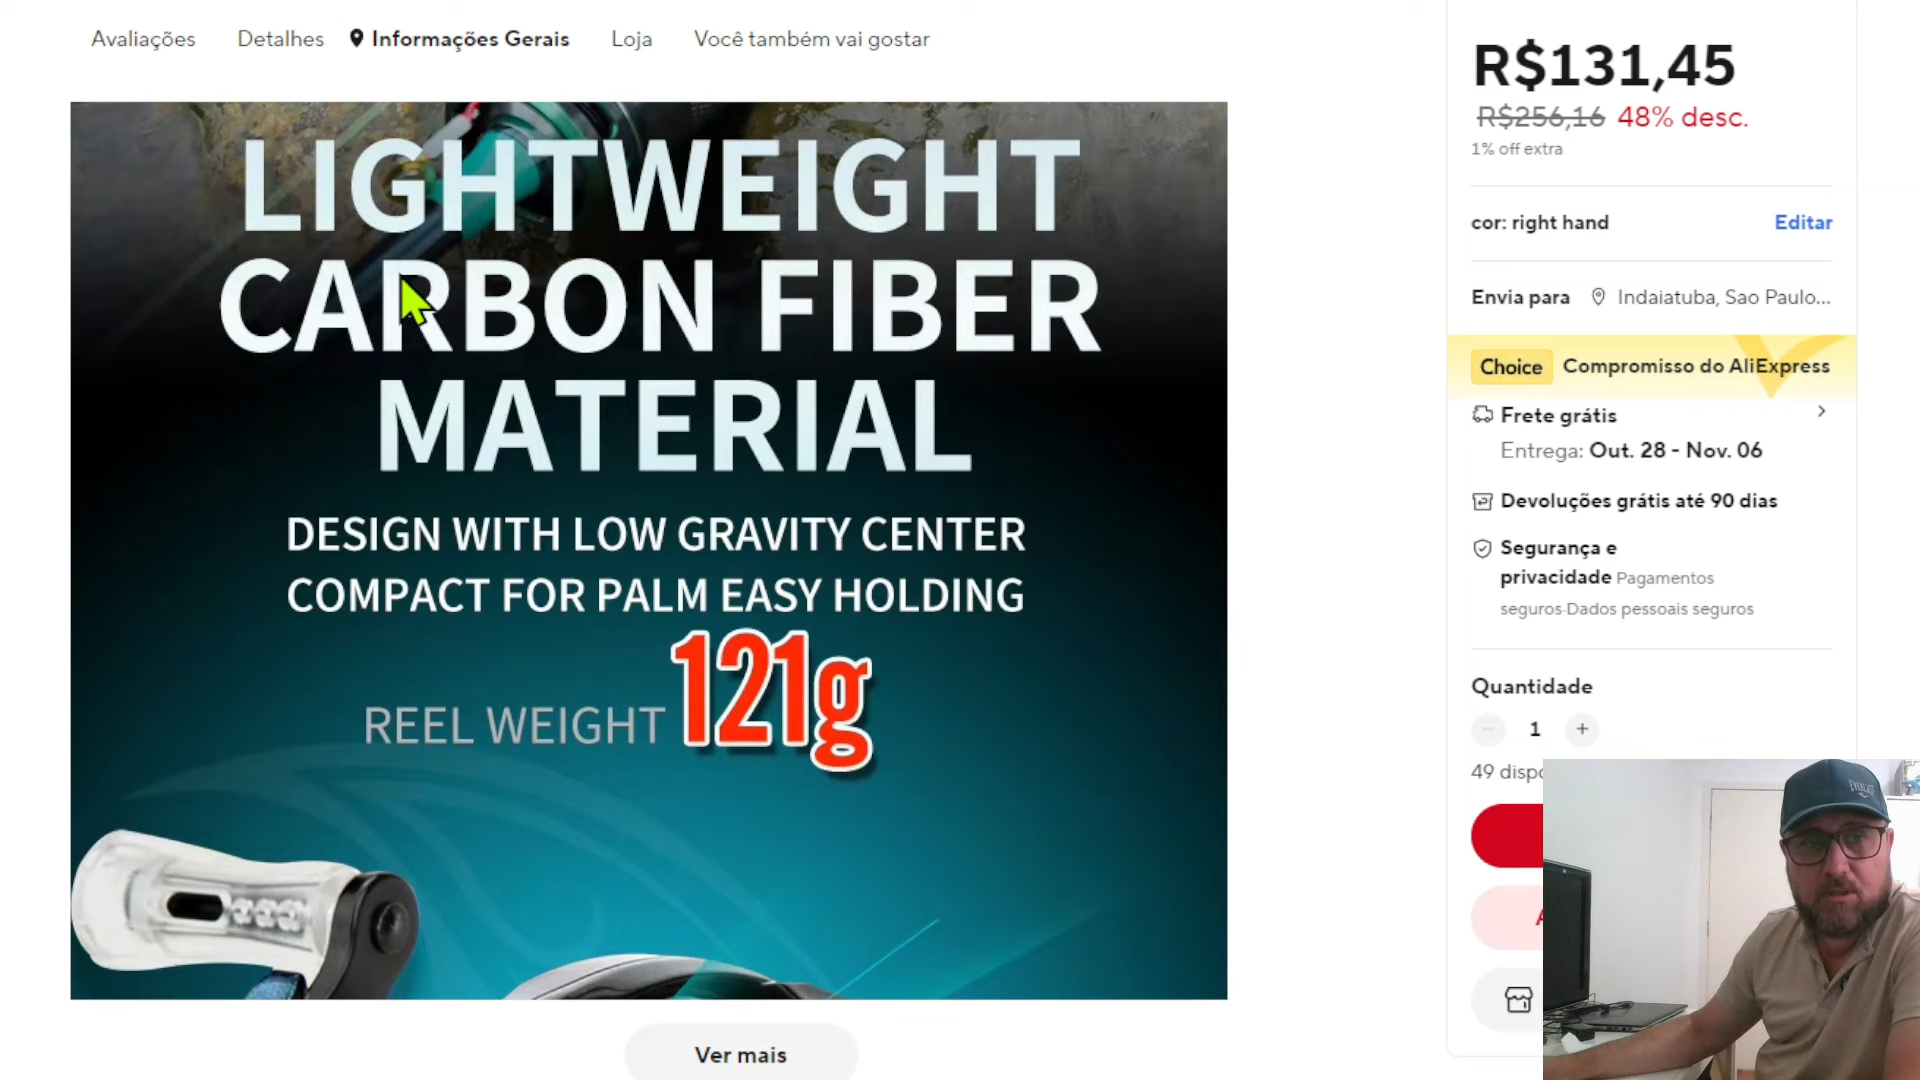 Avaliações Detalhes Informações Gerais Loja Você também vai gostar
LIGHTWEIGHT
CARBON FIBER
MATERIAL
DESIGN WITH LOW GRAVITY CENTER
COMPACT FOR PALM EASY HOLDING
REEL WEIGHT 121g
Ver mais
R$131,45
R$256,16 48% desc.
1% off extra
cor: right hand Editar
Envia para Indaiatuba, Sao Paulo...
Choice Compromisso do AliExpress
Frete grátis
Entrega: Out. 28 - Nov. 06
Devoluções grátis até 90 dias
Segurança e
privacidade Pagamentos
seguros·Dados pessoais seguros
Quantidade
1
49
EVERLAST